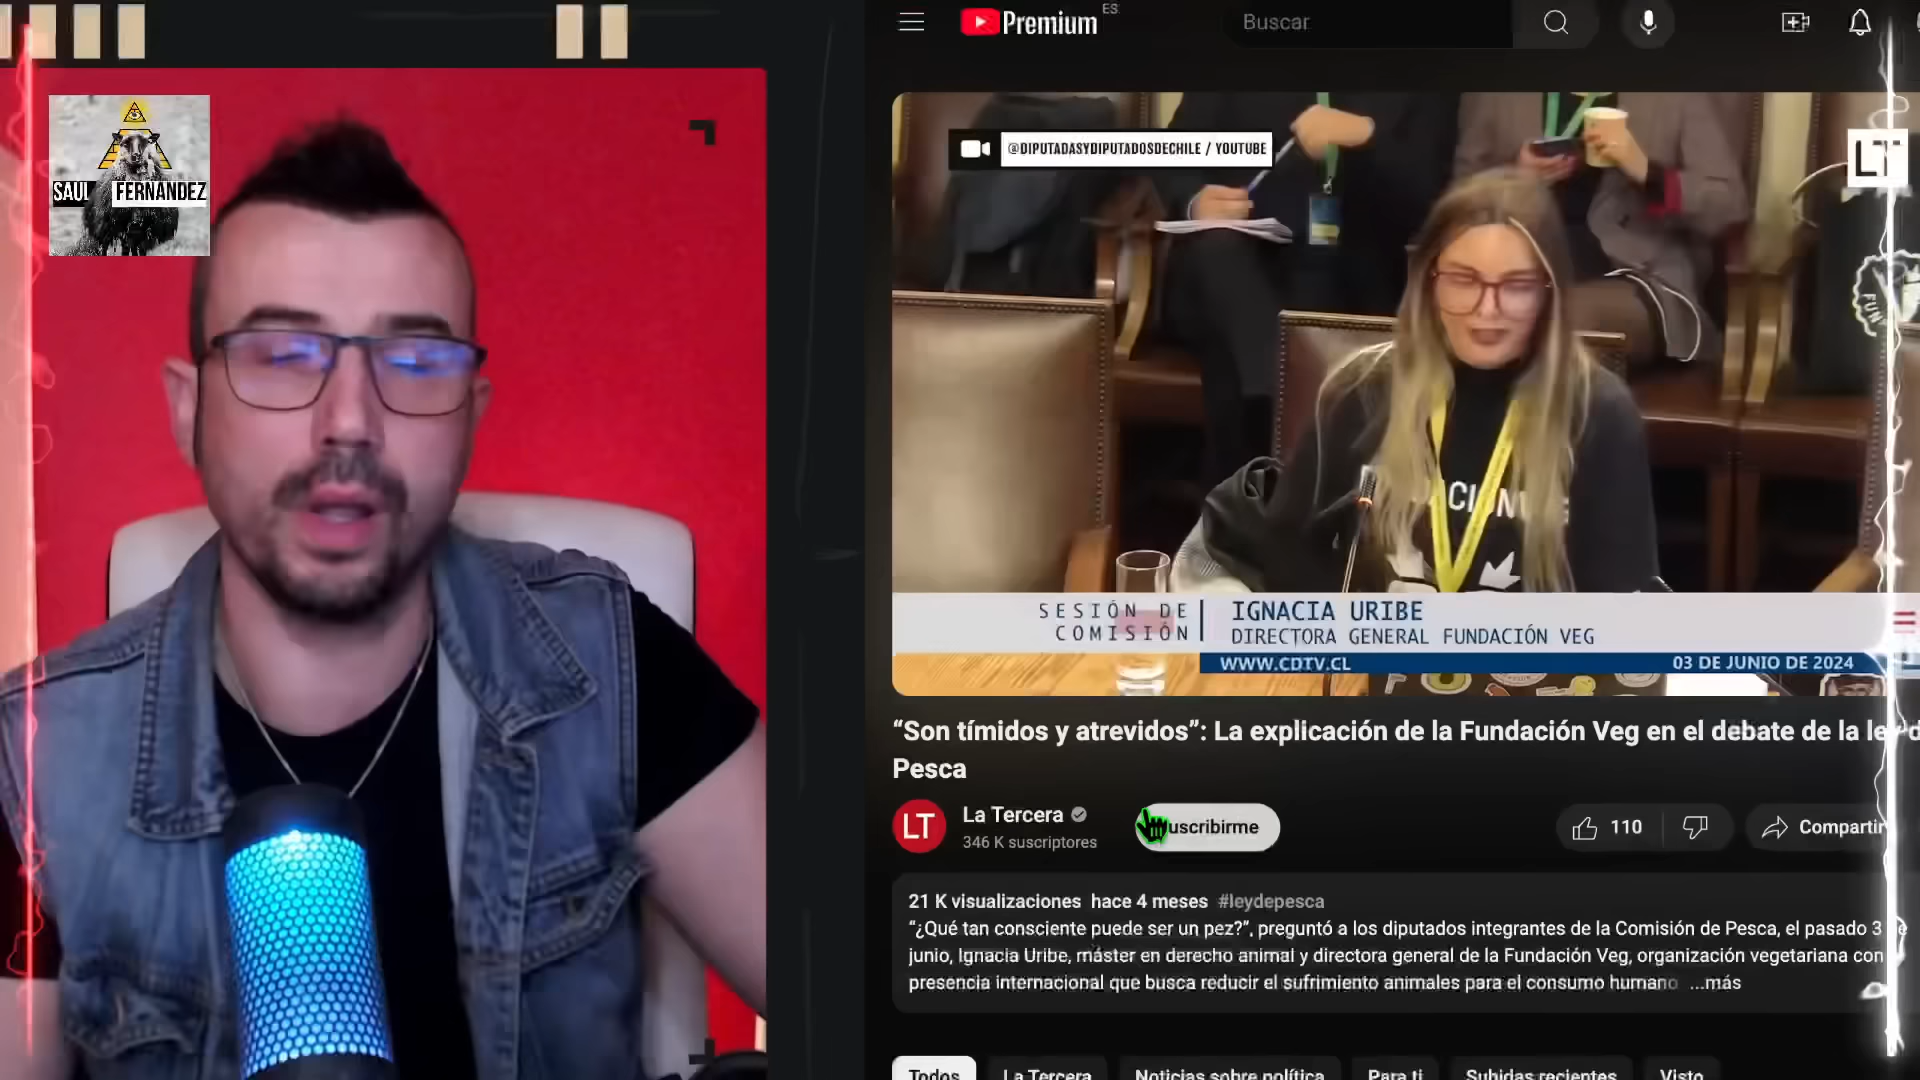 SAUL FERNANDEZ
Premium ES
Buscar
@DIPUTADASYDIPUTADOSDECHILE / YOUTUBE
LT
SESIÓN DE COMISIÓN
IGNACIA URIBE
DIRECTORA GENERAL FUNDACIÓN VEG
WWW.CDTV.CL
03 DE JUNIO DE 2024
“Son tímidos y atrevidos”: La explicación de la Fundación Veg en el debate de la ley d
Pesca
LT
La Tercera
346 K suscriptores
uscribirme
110
Compartir
21 K visualizaciones hace 4 meses #leydepesca
“¿Qué tan consciente puede ser un pez?”, preguntó a los diputados integrantes de la Comisión de Pesca, el pasado 3 de
junio, Ignacia Uribe, máster en derecho animal y directora general de la Fundación Veg, organización vegetariana con
presencia internacional que busca reducir el sufrimiento animales para el consumo humano ...más
Todos
La Tercera
Noticias sobre política
Para ti
Subidas recientes
Visto